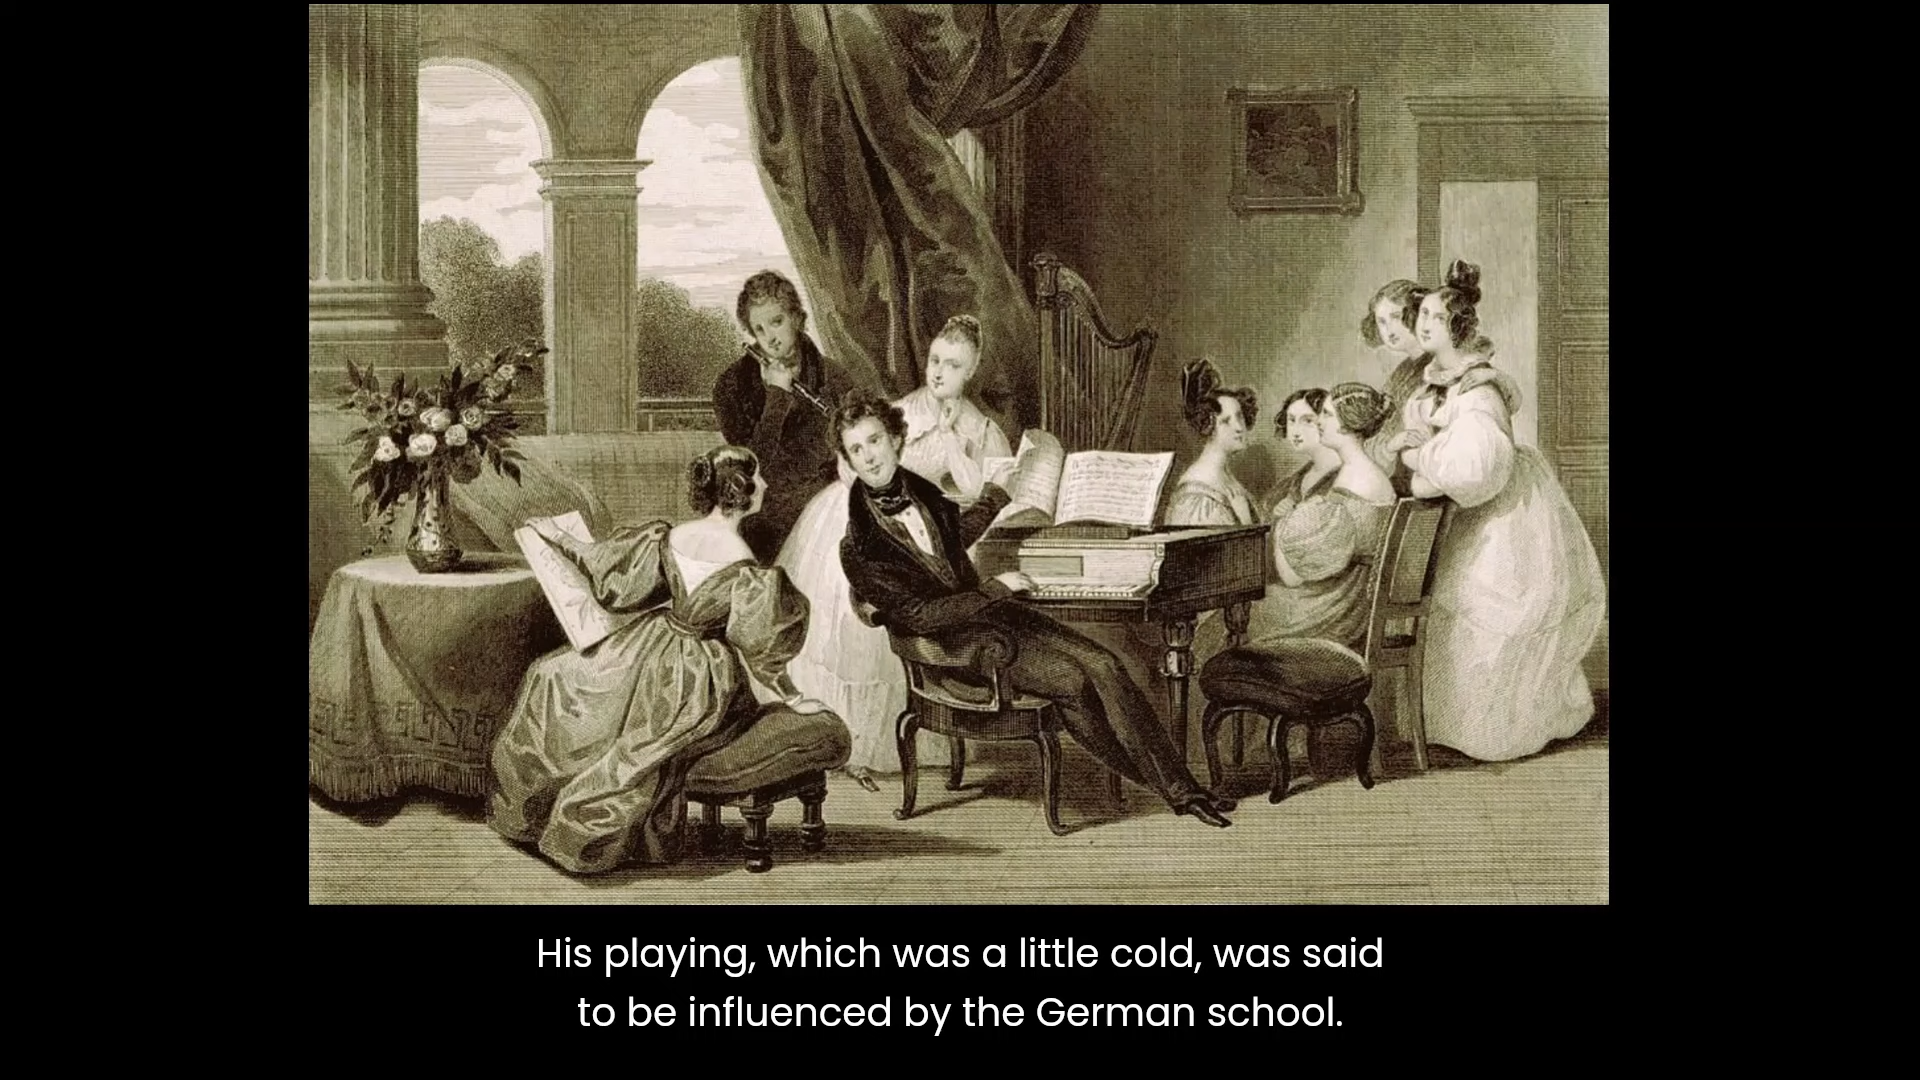 His playing, which was a little cold, was said
to be influenced by the German school.